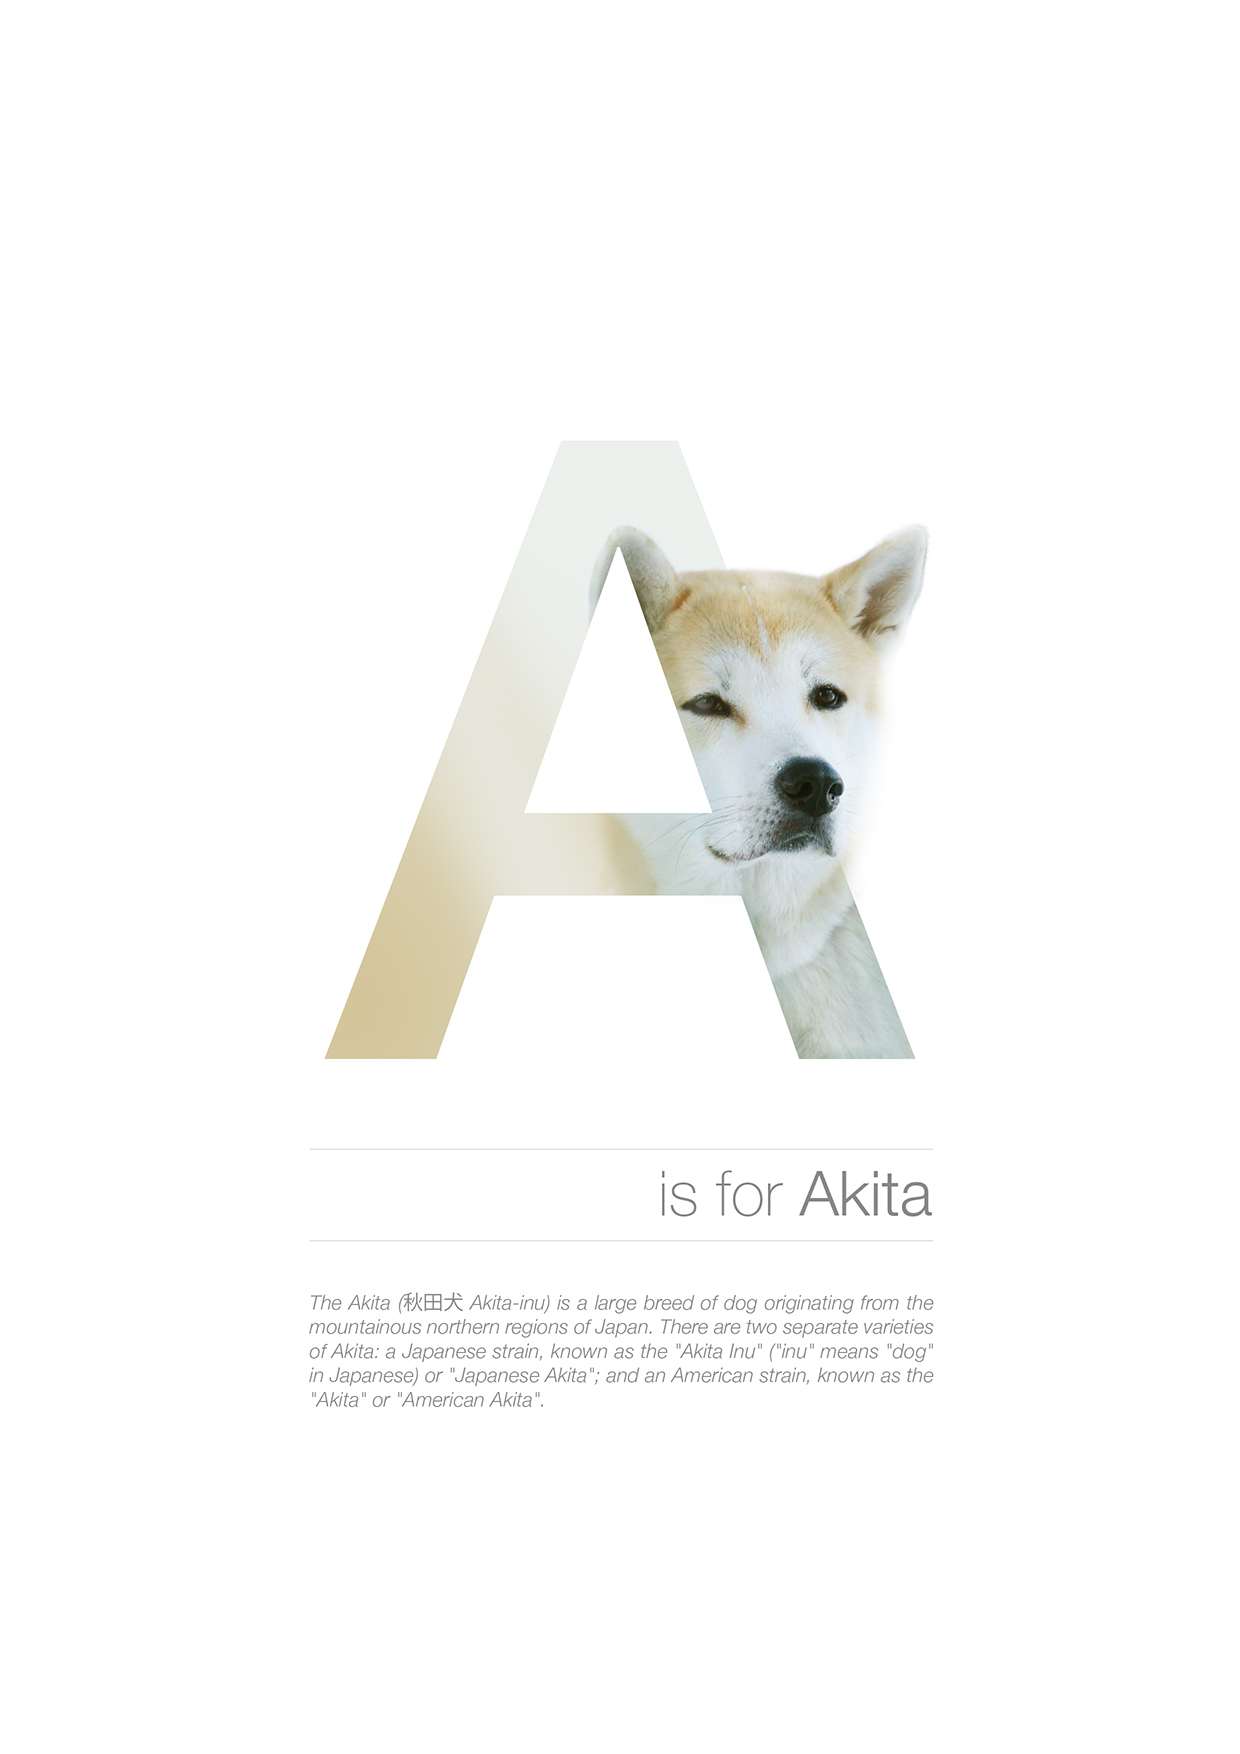 A
is for Akita
The Akita (秋田犬 Akita-inu) is a large breed of dog originating from the
mountainous northern regions of Japan. There are two separate varieties
of Akita: a Japanese strain, known as the "Akita Inu" ("inu" means "dog"
in Japanese) or "Japanese Akita"; and an American strain, known as the
"Akita" or "American Akita".